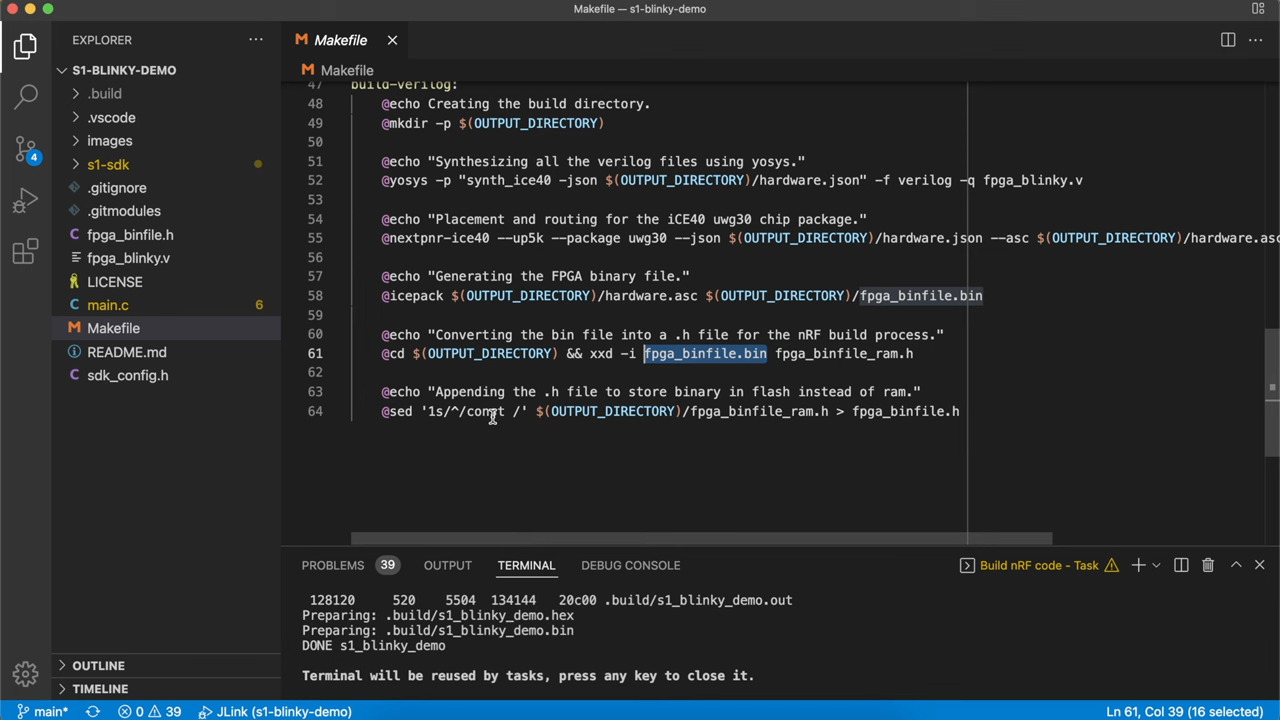 Makefile — s1-blinky-demo
EXPLORER
S1-BLINKY-DEMO
.build
.vscode
images
s1-sdk
.gitignore
.gitmodules
C fpga_binfile.h
fpga_blinky.v
LICENSE
C main.c 6
M Makefile
README.md
C sdk_config.h
OUTLINE
TIMELINE
4
M Makefile
M Makefile
47 build-verilog:
48 @echo Creating the build directory.
49 @mkdir -p $(OUTPUT_DIRECTORY)
50
51 @echo "Synthesizing all the verilog files using yosys."
52 @yosys -p "synth_ice40 -json $(OUTPUT_DIRECTORY)/hardware.json" -f verilog -q fpga_blinky.v
53
54 @echo "Placement and routing for the iCE40 uwg30 chip package."
55 @nextpnr-ice40 --up5k --package uwg30 --json $(OUTPUT_DIRECTORY)/hardware.json --asc $(OUTPUT_DIRECTORY)/hardware.asc
56
57 @echo "Generating the FPGA binary file."
58 @icepack $(OUTPUT_DIRECTORY)/hardware.asc $(OUTPUT_DIRECTORY)/fpga_binfile.bin
59
60 @echo "Converting the bin file into a .h file for the nRF build process."
61 @cd $(OUTPUT_DIRECTORY) && xxd -i fpga_binfile.bin fpga_binfile_ram.h
62
63 @echo "Appending the .h file to store binary in flash instead of ram."
64 @sed '1s/^/const /' $(OUTPUT_DIRECTORY)/fpga_binfile_ram.h > fpga_binfile.h
PROBLEMS 39 OUTPUT TERMINAL DEBUG CONSOLE Build nRF code - Task
128120 520 5504 134144 20c00 .build/s1_blinky_demo.out
Preparing: .build/s1_blinky_demo.hex
Preparing: .build/s1_blinky_demo.bin
DONE s1_blinky_demo
Terminal will be reused by tasks, press any key to close it.
main* 0 39 JLink (s1-blinky-demo) Ln 61, Col 39 (16 selected)